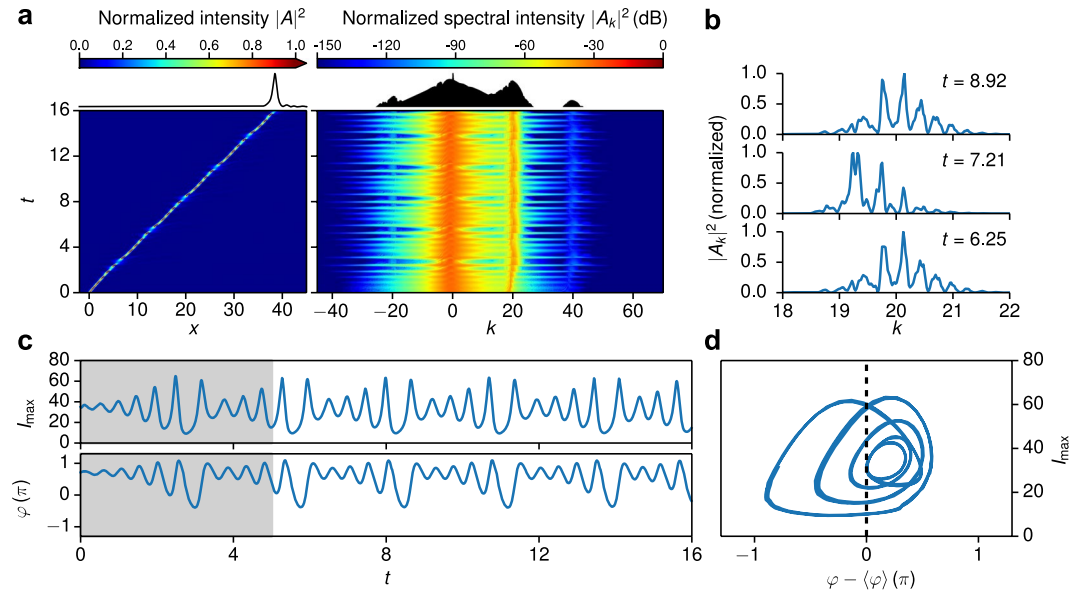 a
Normalized intensity |A|²
0.0 0.2 0.4 0.6 0.8 1.0
Normalized spectral intensity |Aₖ|² (dB)
-150 -120 -90 -60 -30 0
16
12
8
4
0
t
0 10 20 30 40
x
−40 −20 0 20 40 60
k
b
1.0
0.5
0.0
t = 8.92
1.0
0.5
0.0
t = 7.21
1.0
0.5
0.0
t = 6.25
|Aₖ|² (normalized)
18 19 20 21 22
k
c
80
60
40
20
0
I_max
1
0
−1
φ (π)
0 4 8 12 16
t
d
80
60
40
20
0
I_max
−1 0 1
φ − ⟨φ⟩ (π)